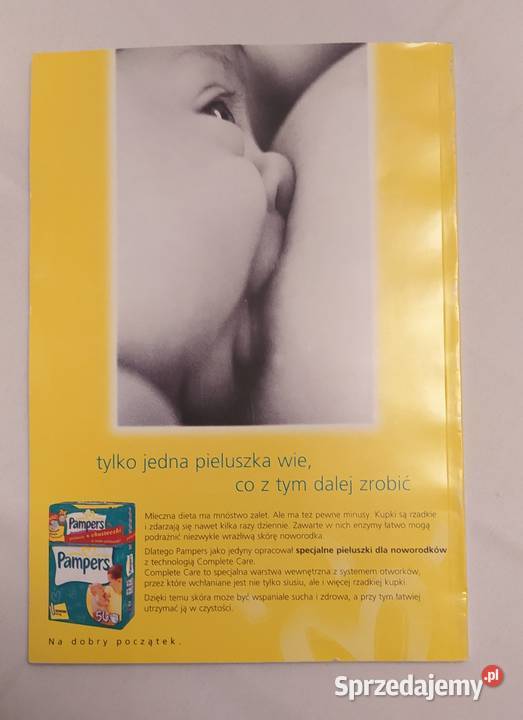 tylko jedna pieluszka wie,
co z tym dalej zrobić
Mleczna dieta ma mnóstwo zalet. Ale ma też pewne minusy. Kupki są rzadkie
i zdarzają się nawet kilka razy dziennie. Zawarte w nich enzymy łatwo mogą
podrażnić niezwykle wrażliwą skórę noworodka.
Dlatego Pampers jako jedyny opracował specjalne pieluszki dla noworodków
z technologią Complete Care.
Complete Care to specjalna warstwa wewnętrzna z systemem otworków,
przez które wchłaniane jest nie tylko siusiu, ale i więcej rzadkiej kupki.
Dzięki temu skóra może być wspaniale sucha i zdrowa, a przy tym łatwiej
utrzymać ją w czystości.
Pampers
Pampers
Na dobry początek.
Sprzedajemy.pl